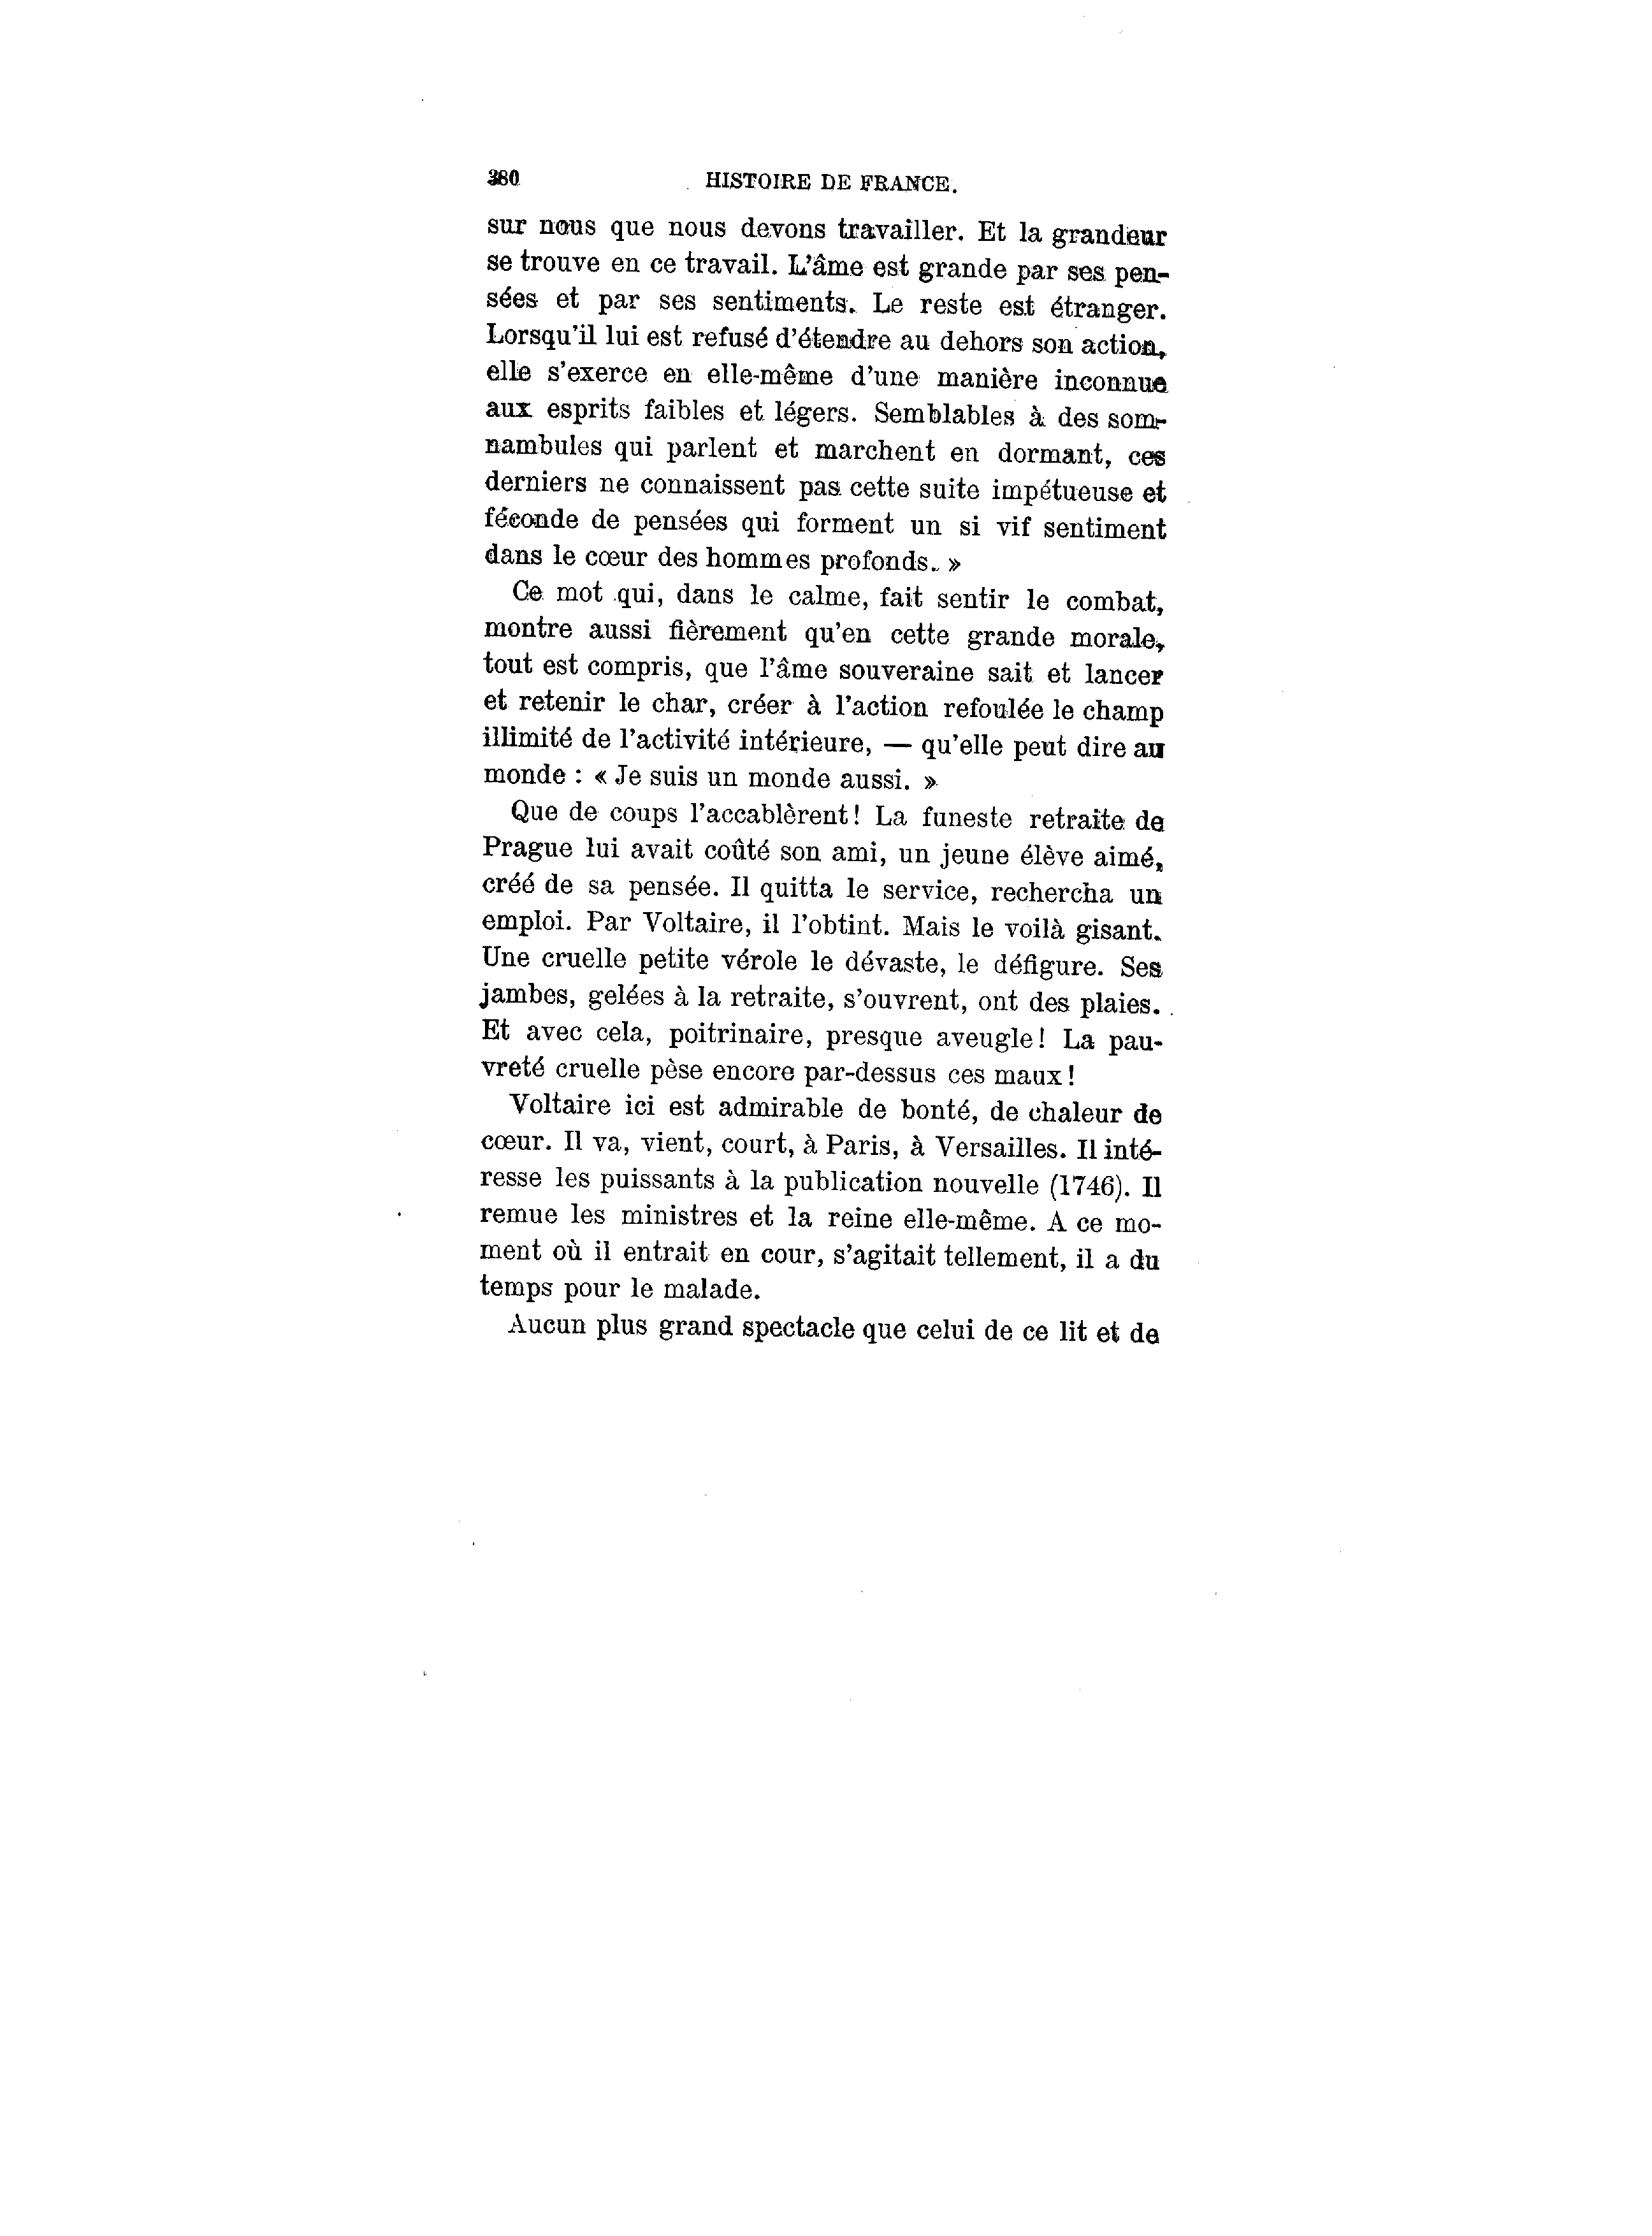 380 HISTOIRE DE FRANCE.
sur nous que nous devons travailler. Et la grandeur
se trouve en ce travail. L'âme est grande par ses pen-
sées et par ses sentiments. Le reste est étranger.
Lorsqu'il lui est refusé d'étendre au dehors son action,
elle s'exerce en elle-même d'une manière inconnue
aux esprits faibles et légers. Semblables à des som-
nambules qui parlent et marchent en dormant, ces
derniers ne connaissent pas cette suite impétueuse et
féconde de pensées qui forment un si vif sentiment
dans le cœur des hommes profonds. »
Ce mot qui, dans le calme, fait sentir le combat,
montre aussi fièrement qu'en cette grande morale,
tout est compris, que l'âme souveraine sait et lancer
et retenir le char, créer à l'action refoulée le champ
illimité de l'activité intérieure, — qu'elle peut dire au
monde : « Je suis un monde aussi. »
Que de coups l'accablèrent! La funeste retraite de
Prague lui avait coûté son ami, un jeune élève aimé,
créé de sa pensée. Il quitta le service, rechercha un
emploi. Par Voltaire, il l'obtint. Mais le voilà gisant.
Une cruelle petite vérole le dévaste, le défigure. Ses
jambes, gelées à la retraite, s'ouvrent, ont des plaies.
Et avec cela, poitrinaire, presque aveugle! La pau-
vreté cruelle pèse encore par-dessus ces maux!
Voltaire ici est admirable de bonté, de chaleur de
cœur. Il va, vient, court, à Paris, à Versailles. Il inté-
resse les puissants à la publication nouvelle (1746). Il
remue les ministres et la reine elle-même. A ce mo-
ment où il entrait en cour, s'agitait tellement, il a du
temps pour le malade.
Aucun plus grand spectacle que celui de ce lit et de